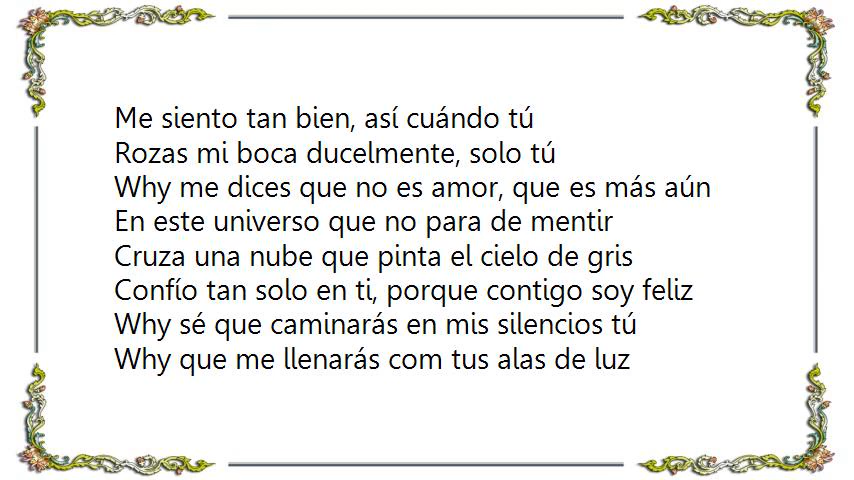 Me siento tan bien, así cuándo tú
Rozas mi boca ducelmente, solo tú
Why me dices que no es amor, que es más aún
En este universo que no para de mentir
Cruza una nube que pinta el cielo de gris
Confío tan solo en ti, porque contigo soy feliz
Why sé que caminarás en mis silencios tú
Why que me llenarás com tus alas de luz